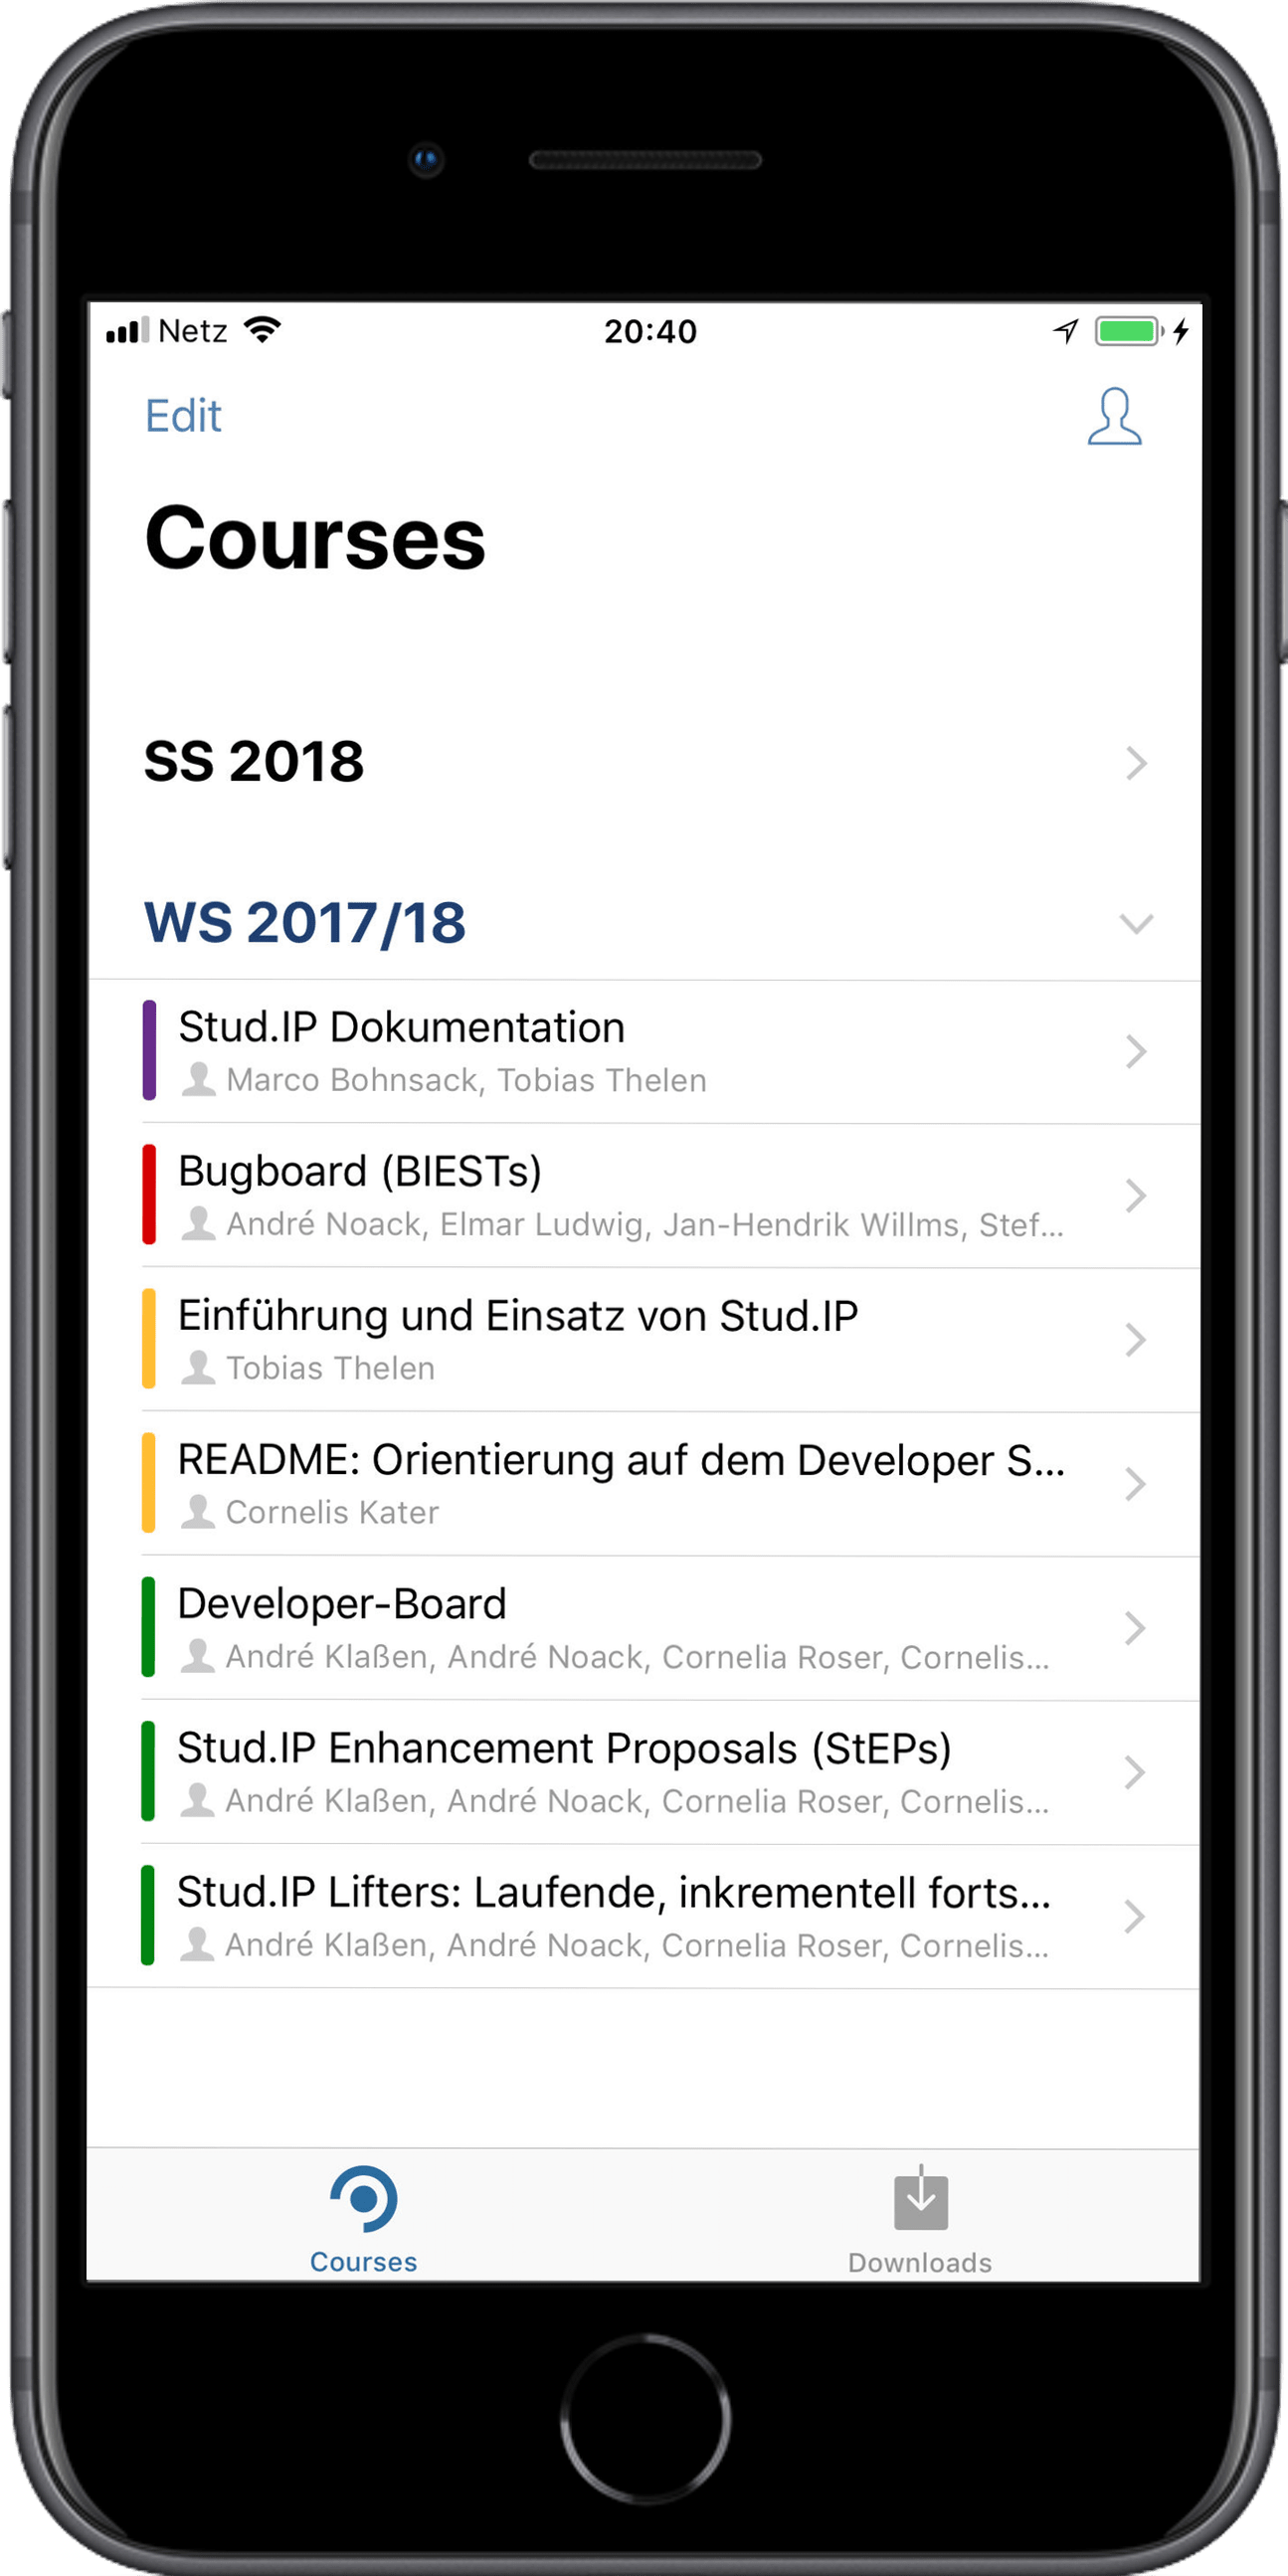 Netz
20:40
Edit
Courses
SS 2018
WS 2017/18
Stud.IP Dokumentation
Marco Bohnsack, Tobias Thelen
Bugboard (BIESTs)
André Noack, Elmar Ludwig, Jan-Hendrik Willms, Stef...
Einführung und Einsatz von Stud.IP
Tobias Thelen
README: Orientierung auf dem Developer S...
Cornelis Kater
Developer-Board
André Klaßen, André Noack, Cornelia Roser, Cornelis...
Stud.IP Enhancement Proposals (StEPs)
André Klaßen, André Noack, Cornelia Roser, Cornelis...
Stud.IP Lifters: Laufende, inkrementell forts...
André Klaßen, André Noack, Cornelia Roser, Cornelis...
Courses
Downloads